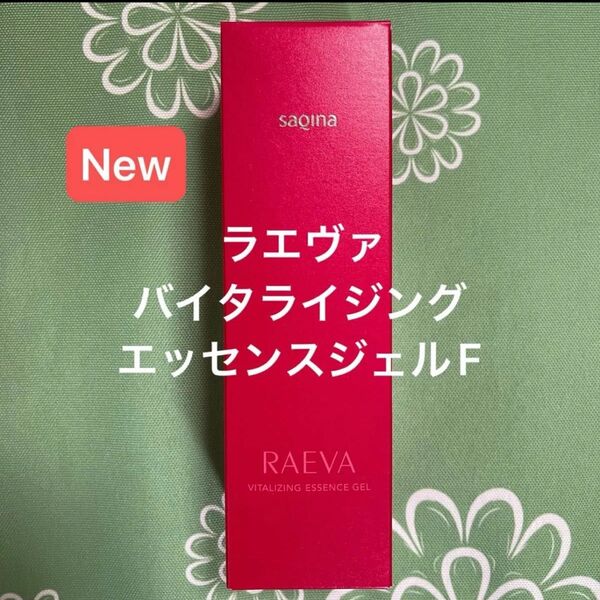 saqina
New
ラエヴァ
バイタライジング
エッセンスジェルF
RAEVA
VITALIZING ESSENCE GEL